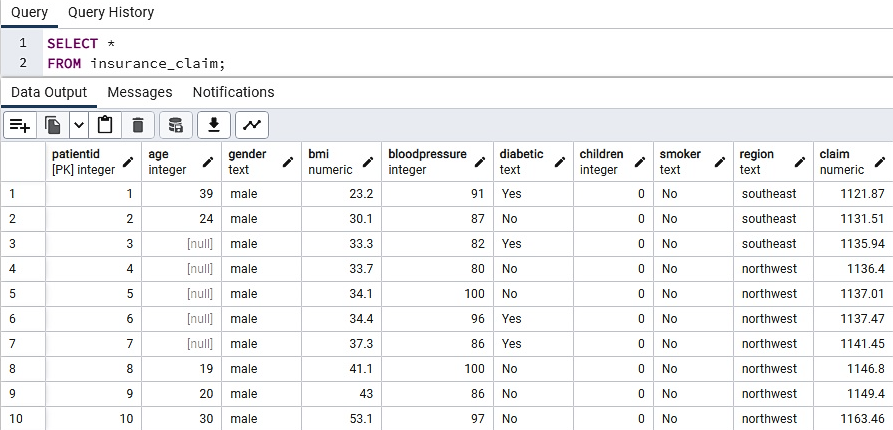 Query Query History
1 SELECT *
2 FROM insurance_claim;
Data Output Messages Notifications
patientid age gender bmi bloodpressure diabetic children smoker region claim
[PK] integer integer text numeric integer text integer text text numeric
1 1 39 male 23.2 91 Yes 0 No southeast 1121.87
2 2 24 male 30.1 87 No 0 No southeast 1131.51
3 3 [null] male 33.3 82 Yes 0 No southeast 1135.94
4 4 [null] male 33.7 80 No 0 No northwest 1136.4
5 5 [null] male 34.1 100 No 0 No northwest 1137.01
6 6 [null] male 34.4 96 Yes 0 No northwest 1137.47
7 7 [null] male 37.3 86 Yes 0 No northwest 1141.45
8 8 19 male 41.1 100 No 0 No northwest 1146.8
9 9 20 male 43 86 No 0 No northwest 1149.4
10 10 30 male 53.1 97 No 0 No northwest 1163.46